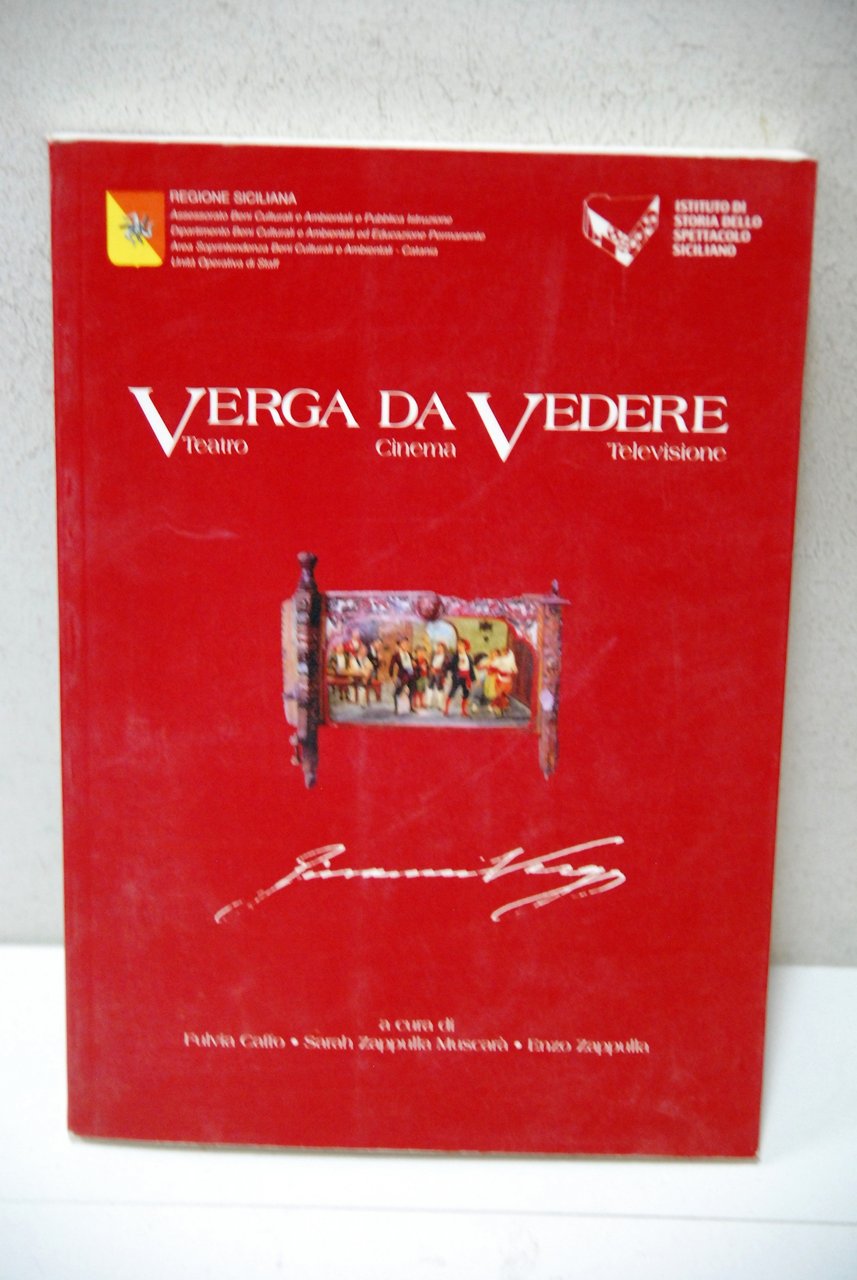 REGIONE SICILIANA
Assessorato Beni Culturali e Ambientali e Pubblica Istruzione
Dipartimento Beni Culturali e Ambientali ed Educazione Permanente
Area Soprintendenza Beni Culturali e Ambientali - Catania
Unità Operativa di Staff
ISTITUTO DI
STORIA DELLO
SPETTACOLO
SICILIANO
VERGA DA VEDERE
Teatro Cinema Televisione
Giovanni Verga
a cura di
Fulvia Caffo • Sarah Zappulla Muscarà • Enzo Zappulla